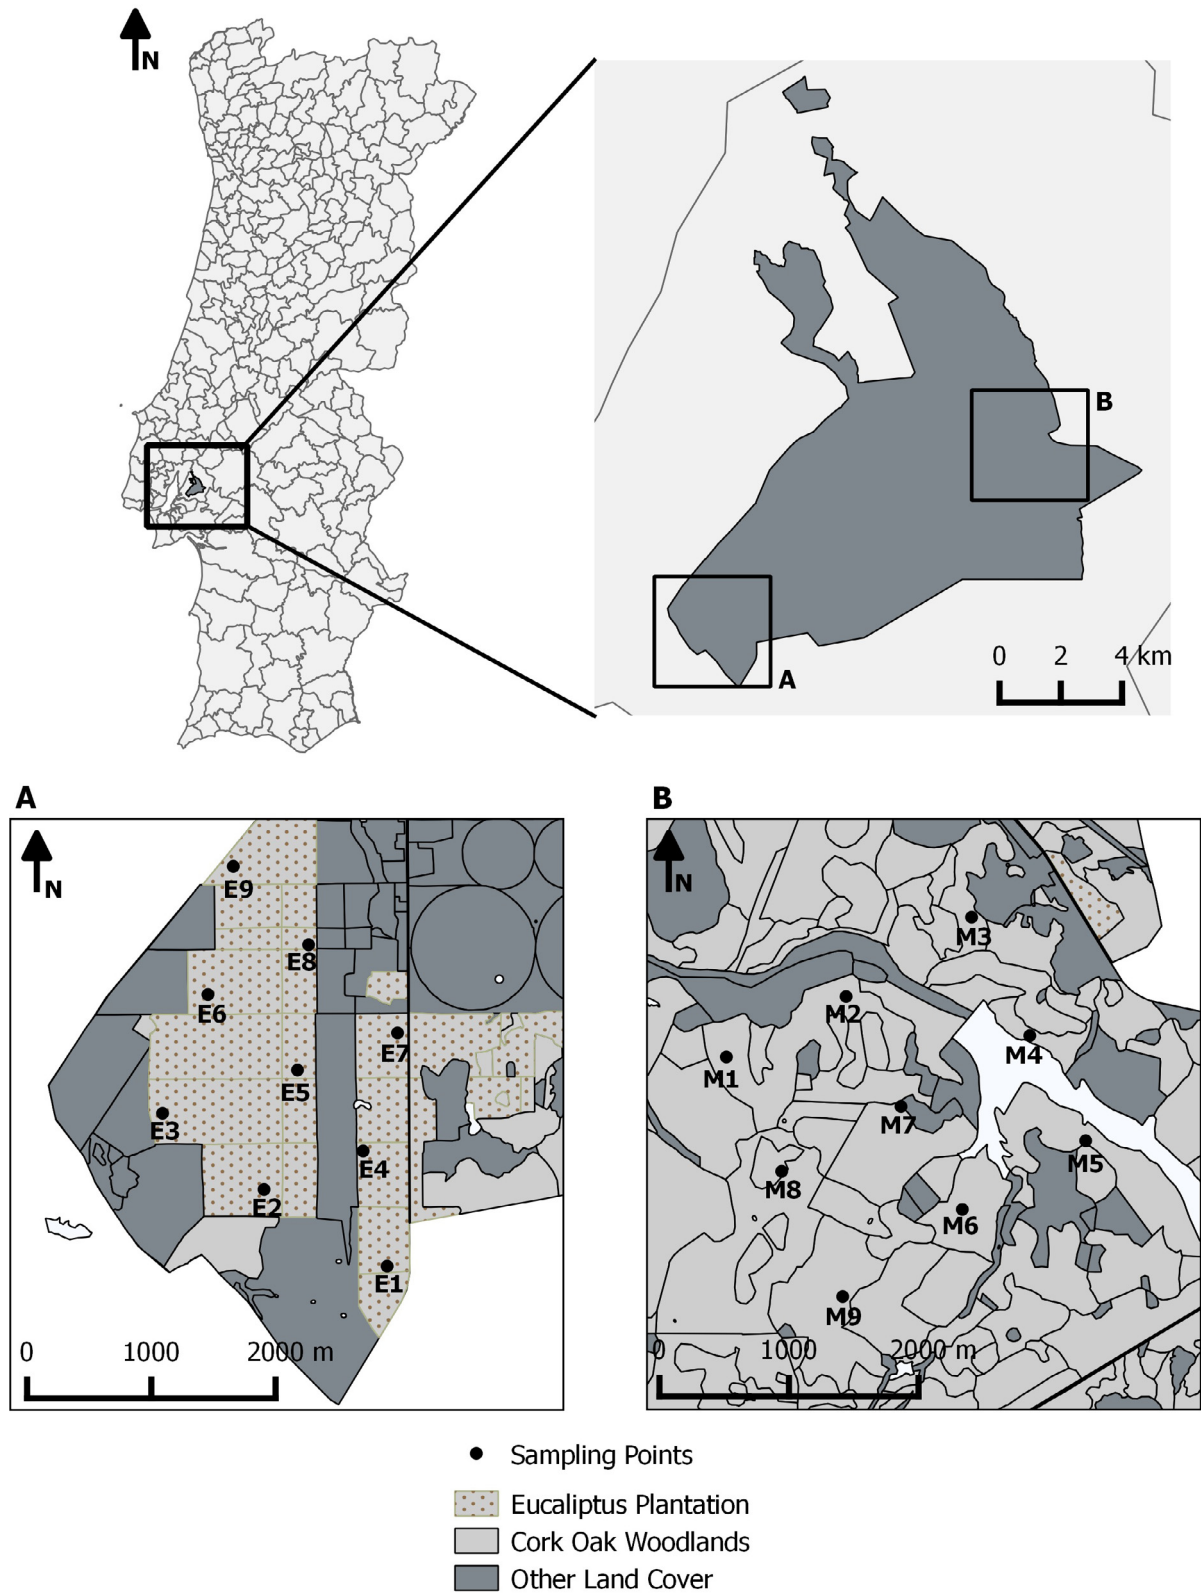 N
B
A
0 2 4 km
A
B
N
E9
E8
E6
E7
E5
E3
E4
E2
E1
0 1000 2000 m
N
M3
M2
M4
M1
M7
M5
M8
M6
M9
0 1000 2000 m
Sampling Points
Eucaliptus Plantation
Cork Oak Woodlands
Other Land Cover